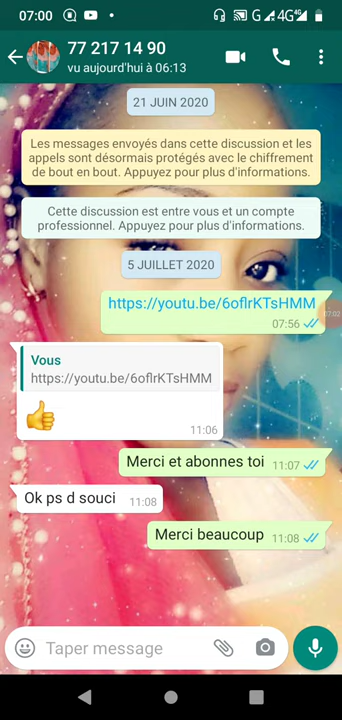 07:00
G 4G
77 217 14 90
vu aujourd'hui à 06:13
21 JUIN 2020
Les messages envoyés dans cette discussion et les
appels sont désormais protégés avec le chiffrement
de bout en bout. Appuyez pour plus d'informations.
Cette discussion est entre vous et un compte
professionnel. Appuyez pour plus d'informations.
5 JUILLET 2020
https://youtu.be/6oflrKTsHMM
07:56
07:02
Vous
https://youtu.be/6oflrKTsHMM
👍
11:06
Merci et abonnes toi 11:07
Ok ps d souci 11:08
Merci beaucoup 11:08
Taper message